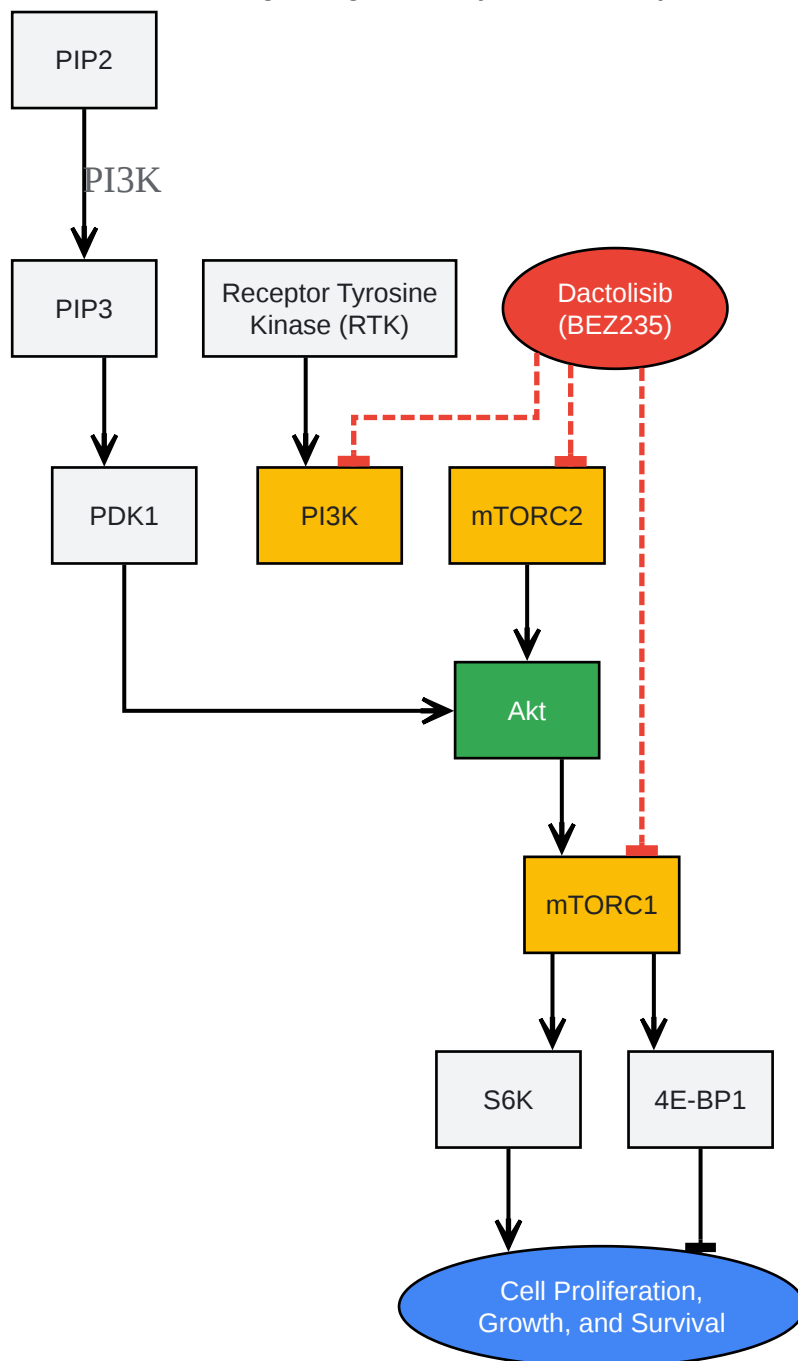 PIP2
PI3K
PIP3
Receptor Tyrosine
Kinase (RTK)
Dactolisib
(BEZ235)
PDK1
PI3K
mTORC2
Akt
mTORC1
S6K
4E-BP1
Cell Proliferation,
Growth, and Survival